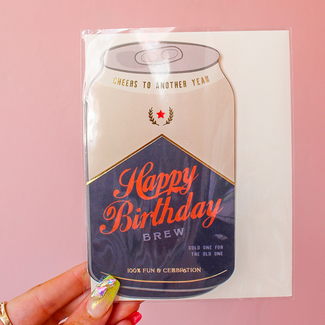 CHEERS TO ANOTHER YEAR
Happy
Birthday
BREW
COLD ONE FOR
THE OLD ONE
100% FUN & CELEBRATION